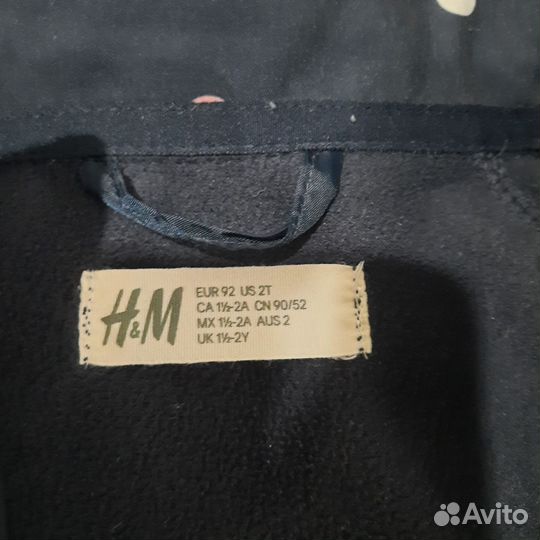 H&M
EUR 92 US 2T
CA 1½-2A CN 90/52
MX 1½-2A AUS 2
UK 1½-2Y
Avito